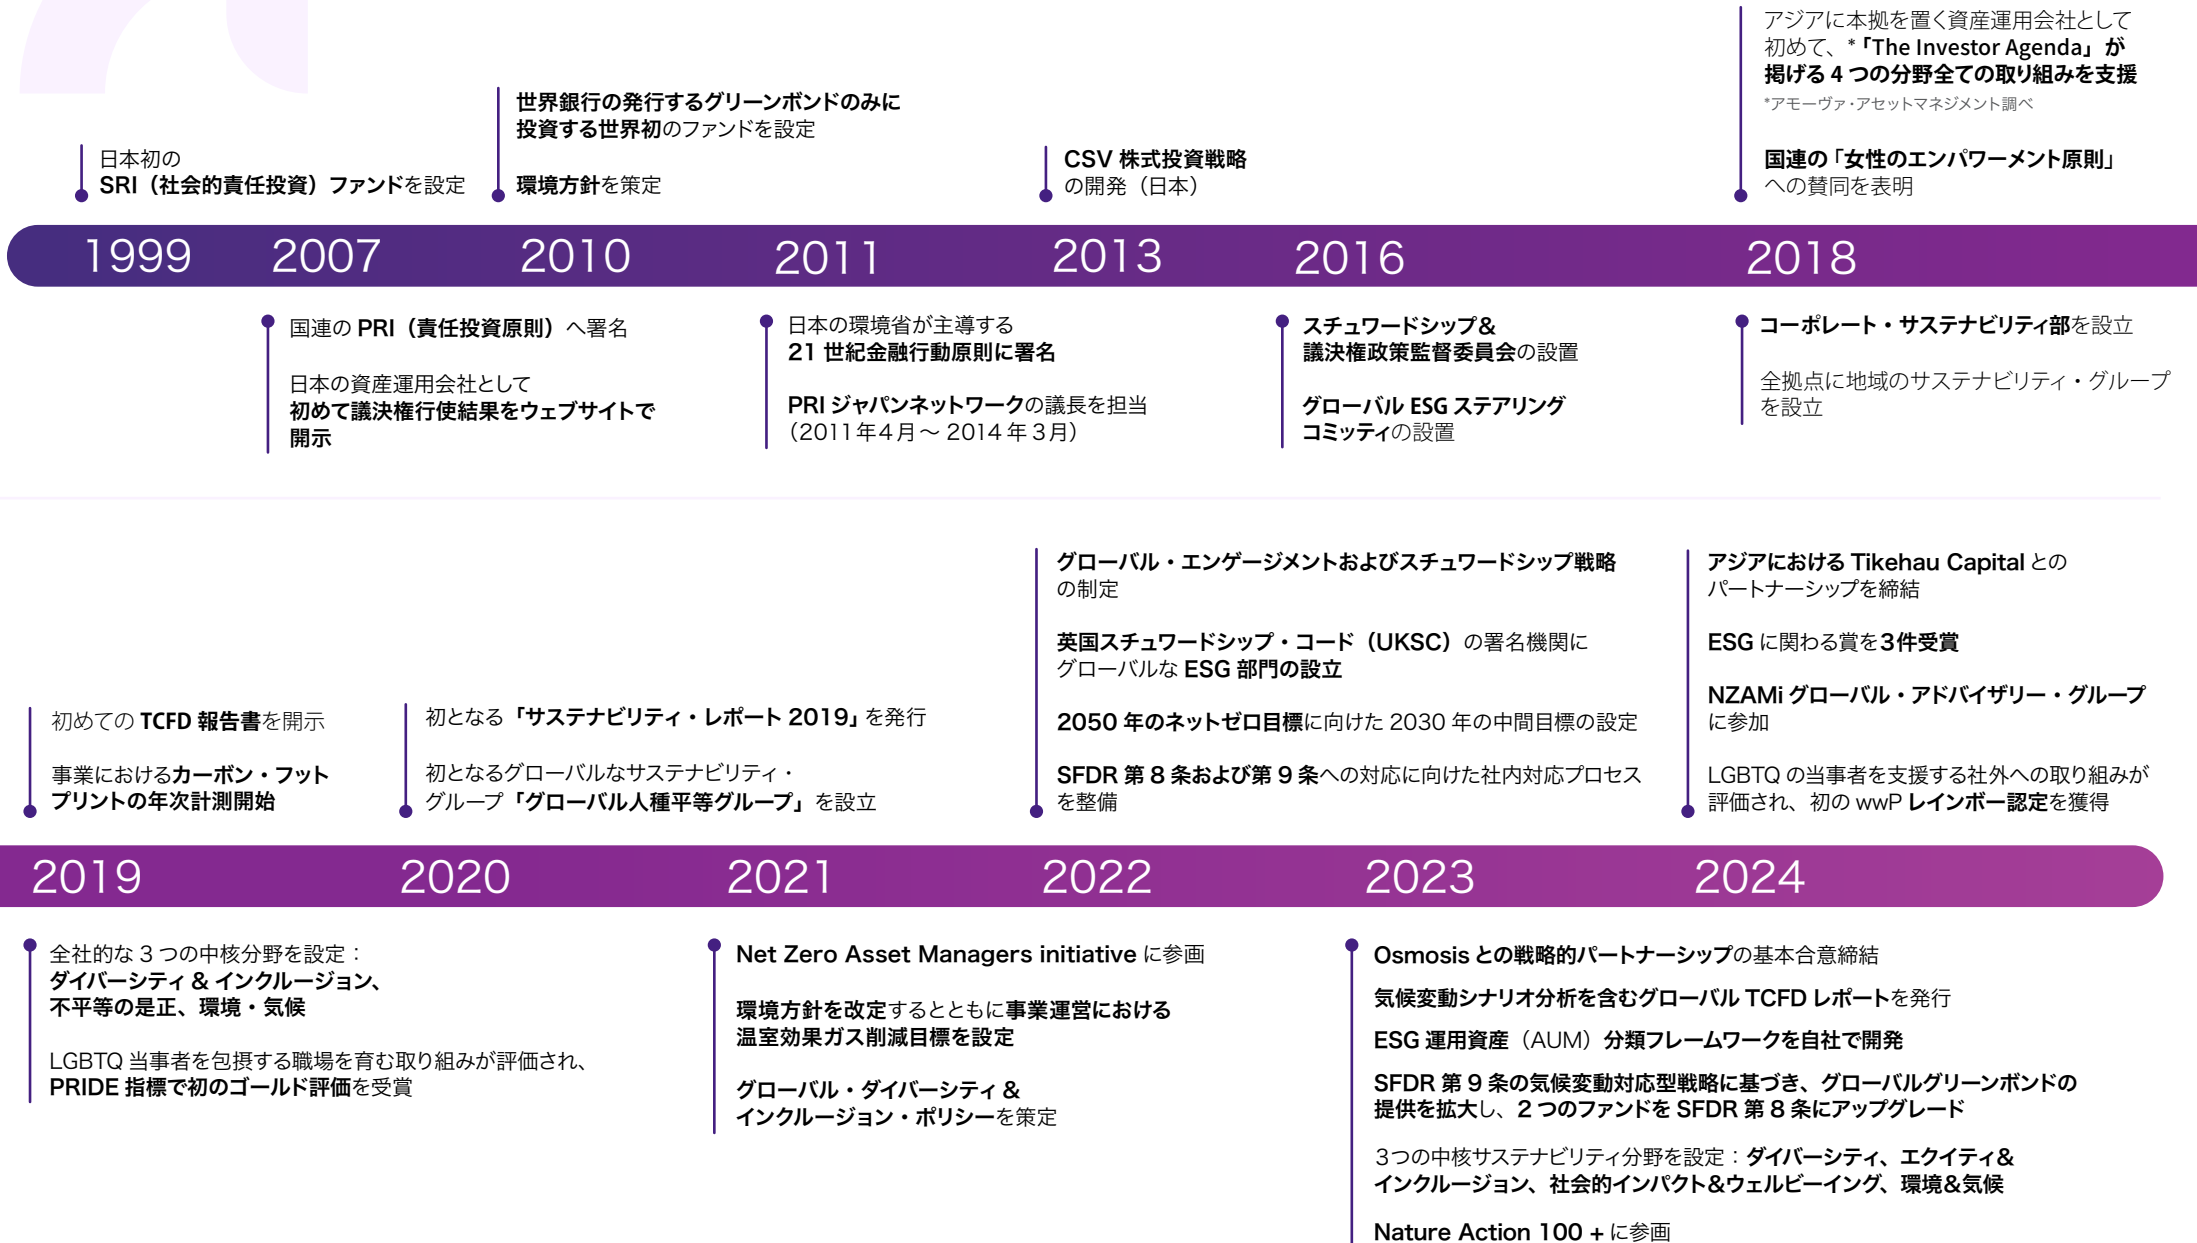 アジアに本拠を置く資産運用会社として
初めて、*「The Investor Agenda」が
掲げる 4 つの分野全ての取り組みを支援
*アモーヴァ・アセットマネジメント調べ
国連の「女性のエンパワーメント原則」
への賛同を表明
世界銀行の発行するグリーンボンドのみに
投資する世界初のファンドを設定
環境方針を策定
日本初の
SRI（社会的責任投資）ファンドを設定
CSV 株式投資戦略
の開発（日本）
1999 2007 2010 2011 2013 2016 2018
国連の PRI（責任投資原則）へ署名
日本の資産運用会社として
初めて議決権行使結果をウェブサイトで
開示
日本の環境省が主導する
21 世紀金融行動原則に署名
PRI ジャパンネットワークの議長を担当
（2011年4月～ 2014 年 3月）
スチュワードシップ＆
議決権政策監督委員会の設置
グローバル ESG ステアリング
コミッティの設置
コーポレート・サステナビリティ部を設立
全拠点に地域のサステナビリティ・グループ
を設立
初めての TCFD 報告書を開示
事業におけるカーボン・フット
プリントの年次計測開始
初となる「サステナビリティ・レポート 2019」を発行
初となるグローバルなサステナビリティ・
グループ「グローバル人種平等グループ」を設立
グローバル・エンゲージメントおよびスチュワードシップ戦略
の制定
英国スチュワードシップ・コード（UKSC）の署名機関に
グローバルな ESG 部門の設立
2050 年のネットゼロ目標に向けた 2030 年の中間目標の設定
SFDR 第 8 条および第 9 条への対応に向けた社内対応プロセス
を整備
アジアにおける Tikehau Capital との
パートナーシップを締結
ESG に関わる賞を3件受賞
NZAMi グローバル・アドバイザリー・グループ
に参加
LGBTQ の当事者を支援する社外への取り組みが
評価され、初の wwP レインボー認定を獲得
2019 2020 2021 2022 2023 2024
全社的な 3 つの中核分野を設定：
ダイバーシティ & インクルージョン、
不平等の是正、環境・気候
LGBTQ 当事者を包摂する職場を育む取り組みが評価され、
PRIDE 指標で初のゴールド評価を受賞
Net Zero Asset Managers initiative に参画
環境方針を改定するとともに事業運営における
温室効果ガス削減目標を設定
グローバル・ダイバーシティ &
インクルージョン・ポリシーを策定
Osmosis との戦略的パートナーシップの基本合意締結
気候変動シナリオ分析を含むグローバル TCFD レポートを発行
ESG 運用資産（AUM）分類フレームワークを自社で開発
SFDR 第 9 条の気候変動対応型戦略に基づき、グローバルグリーンボンドの
提供を拡大し、2 つのファンドを SFDR 第 8 条にアップグレード
3つの中核サステナビリティ分野を設定：ダイバーシティ、エクイティ＆
インクルージョン、社会的インパクト＆ウェルビーイング、環境＆気候
Nature Action 100 + に参画